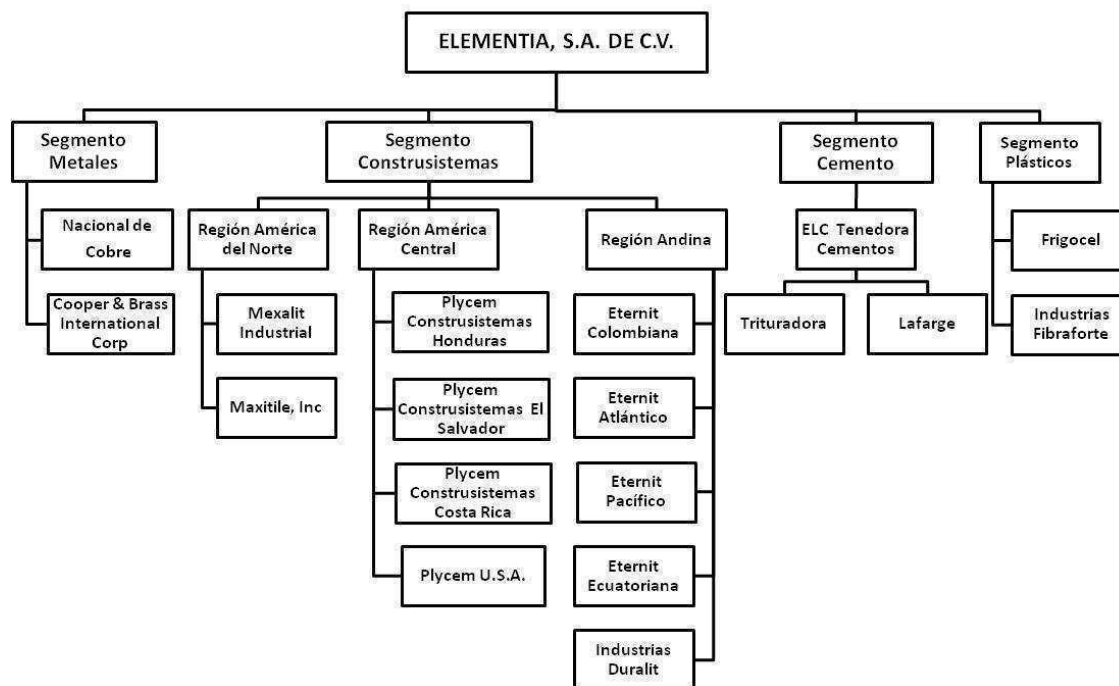 ELEMENTIA, S.A. DE C.V.
Segmento
Metales
Segmento
Construsistemas
Segmento
Cemento
Segmento
Plásticos
Nacional de
Cobre
Cooper & Brass
International
Corp
Región América
del Norte
Región América
Central
Región Andina
ELC Tenedora
Cementos
Frigocel
Industrias
Fibraforte
Mexalit
Industrial
Maxitile, Inc
Plycem
Construsistemas
Honduras
Plycem
Construsistemas El
Salvador
Plycem
Construsistemas
Costa Rica
Plycem U.S.A.
Eternit
Colombiana
Eternit
Atlántico
Eternit
Pacífico
Eternit
Ecuatoriana
Industrias
Duralit
Trituradora
Lafarge